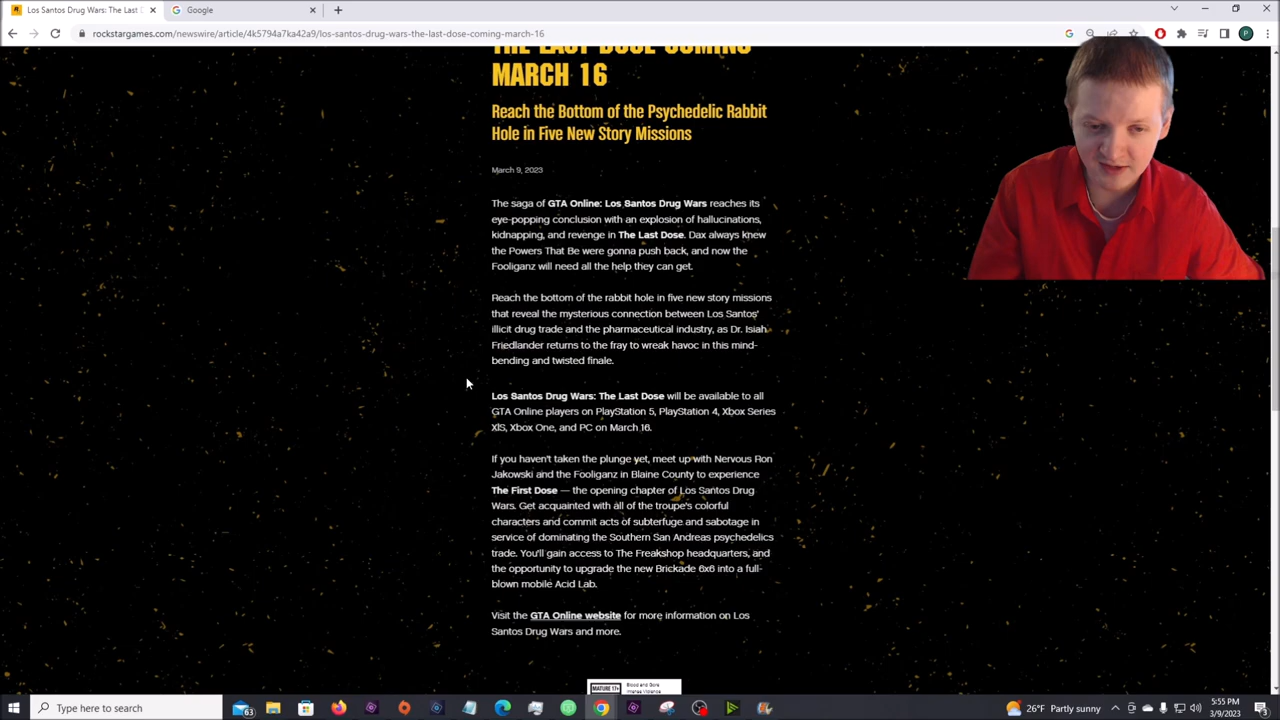 Los Santos Drug Wars: The Last D
Google
rockstargames.com/newswire/article/4k5794a7ka42a9/los-santos-drug-wars-the-last-dose-coming-march-16
P
THE LAST DOSE COMING
MARCH 16
Reach the Bottom of the Psychedelic Rabbit
Hole in Five New Story Missions
March 9, 2023
The saga of GTA Online: Los Santos Drug Wars reaches its
eye-popping conclusion with an explosion of hallucinations,
kidnapping, and revenge in The Last Dose. Dax always knew
the Powers That Be were gonna push back, and now the
Fooliganz will need all the help they can get.
Reach the bottom of the rabbit hole in five new story missions
that reveal the mysterious connection between Los Santos'
illicit drug trade and the pharmaceutical industry, as Dr. Isiah
Friedlander returns to the fray to wreak havoc in this mind-
bending and twisted finale.
Los Santos Drug Wars: The Last Dose will be available to all
GTA Online players on PlayStation 5, PlayStation 4, Xbox Series
X|S, Xbox One, and PC on March 16.
If you haven't taken the plunge yet, meet up with Nervous Ron
Jakowski and the Fooliganz in Blaine County to experience
The First Dose — the opening chapter of Los Santos Drug
Wars. Get acquainted with all of the troupe's colorful
characters and commit acts of subterfuge and sabotage in
service of dominating the Southern San Andreas psychedelics
trade. You'll gain access to The Freakshop headquarters, and
the opportunity to upgrade the new Brickade 6x6 into a full-
blown mobile Acid Lab.
Visit the GTA Online website for more information on Los
Santos Drug Wars and more.
MATURE 17+
Blood and Gore
Intense Violence
Type here to search
63
26°F Partly sunny
5:55 PM
3/9/2023